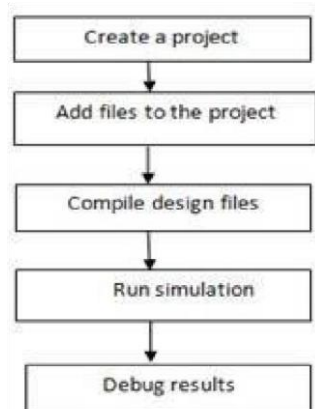 Create a project
Add files to the project
Compile design files
Run simulation
Debug results